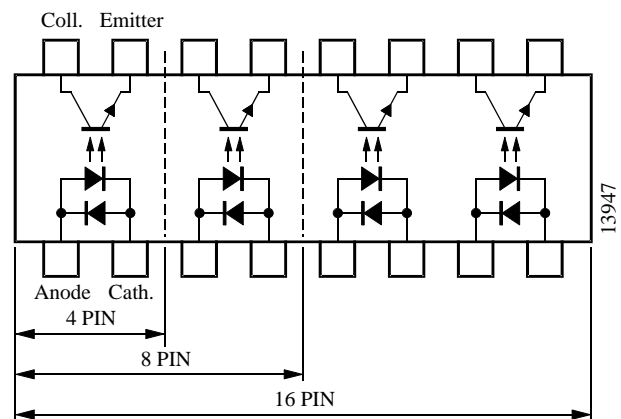 Coll. Emitter
13947
Anode Cath.
4 PIN
8 PIN
16 PIN